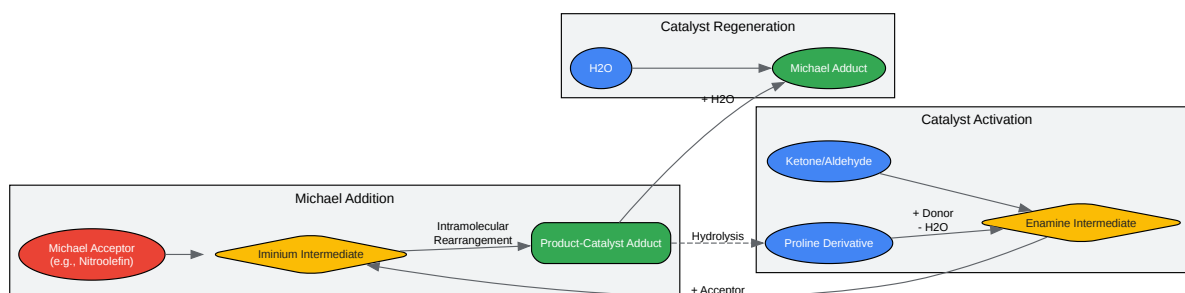 Catalyst Regeneration
H2O
Michael Adduct
+ H2O
Catalyst Activation
Ketone/Aldehyde
+ Donor
- H2O
Proline Derivative
Enamine Intermediate
Michael Addition
Michael Acceptor
(e.g., Nitroolefin)
Iminium Intermediate
Intramolecular
Rearrangement
Product-Catalyst Adduct
Hydrolysis
+ Acceptor